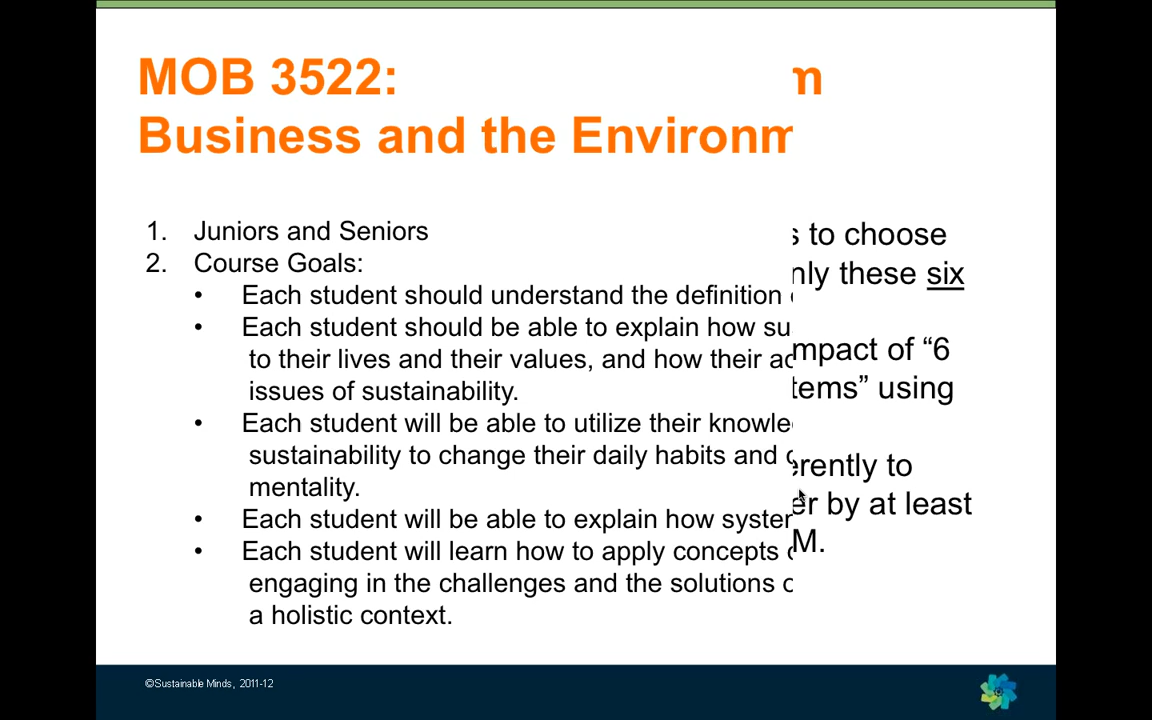 MOB 3522:
m
Business and the Environm
1. Juniors and Seniors
2. Course Goals:
• Each student should understand the definition
• Each student should be able to explain how su
to their lives and their values, and how their ac
issues of sustainability.
• Each student will be able to utilize their knowle
sustainability to change their daily habits and
mentality.
• Each student will be able to explain how syster
• Each student will learn how to apply concepts
engaging in the challenges and the solutions
a holistic context.
s to choose
nly these six
mpact of “6
tems” using
erently to
er by at least
M.
©Sustainable Minds, 2011-12